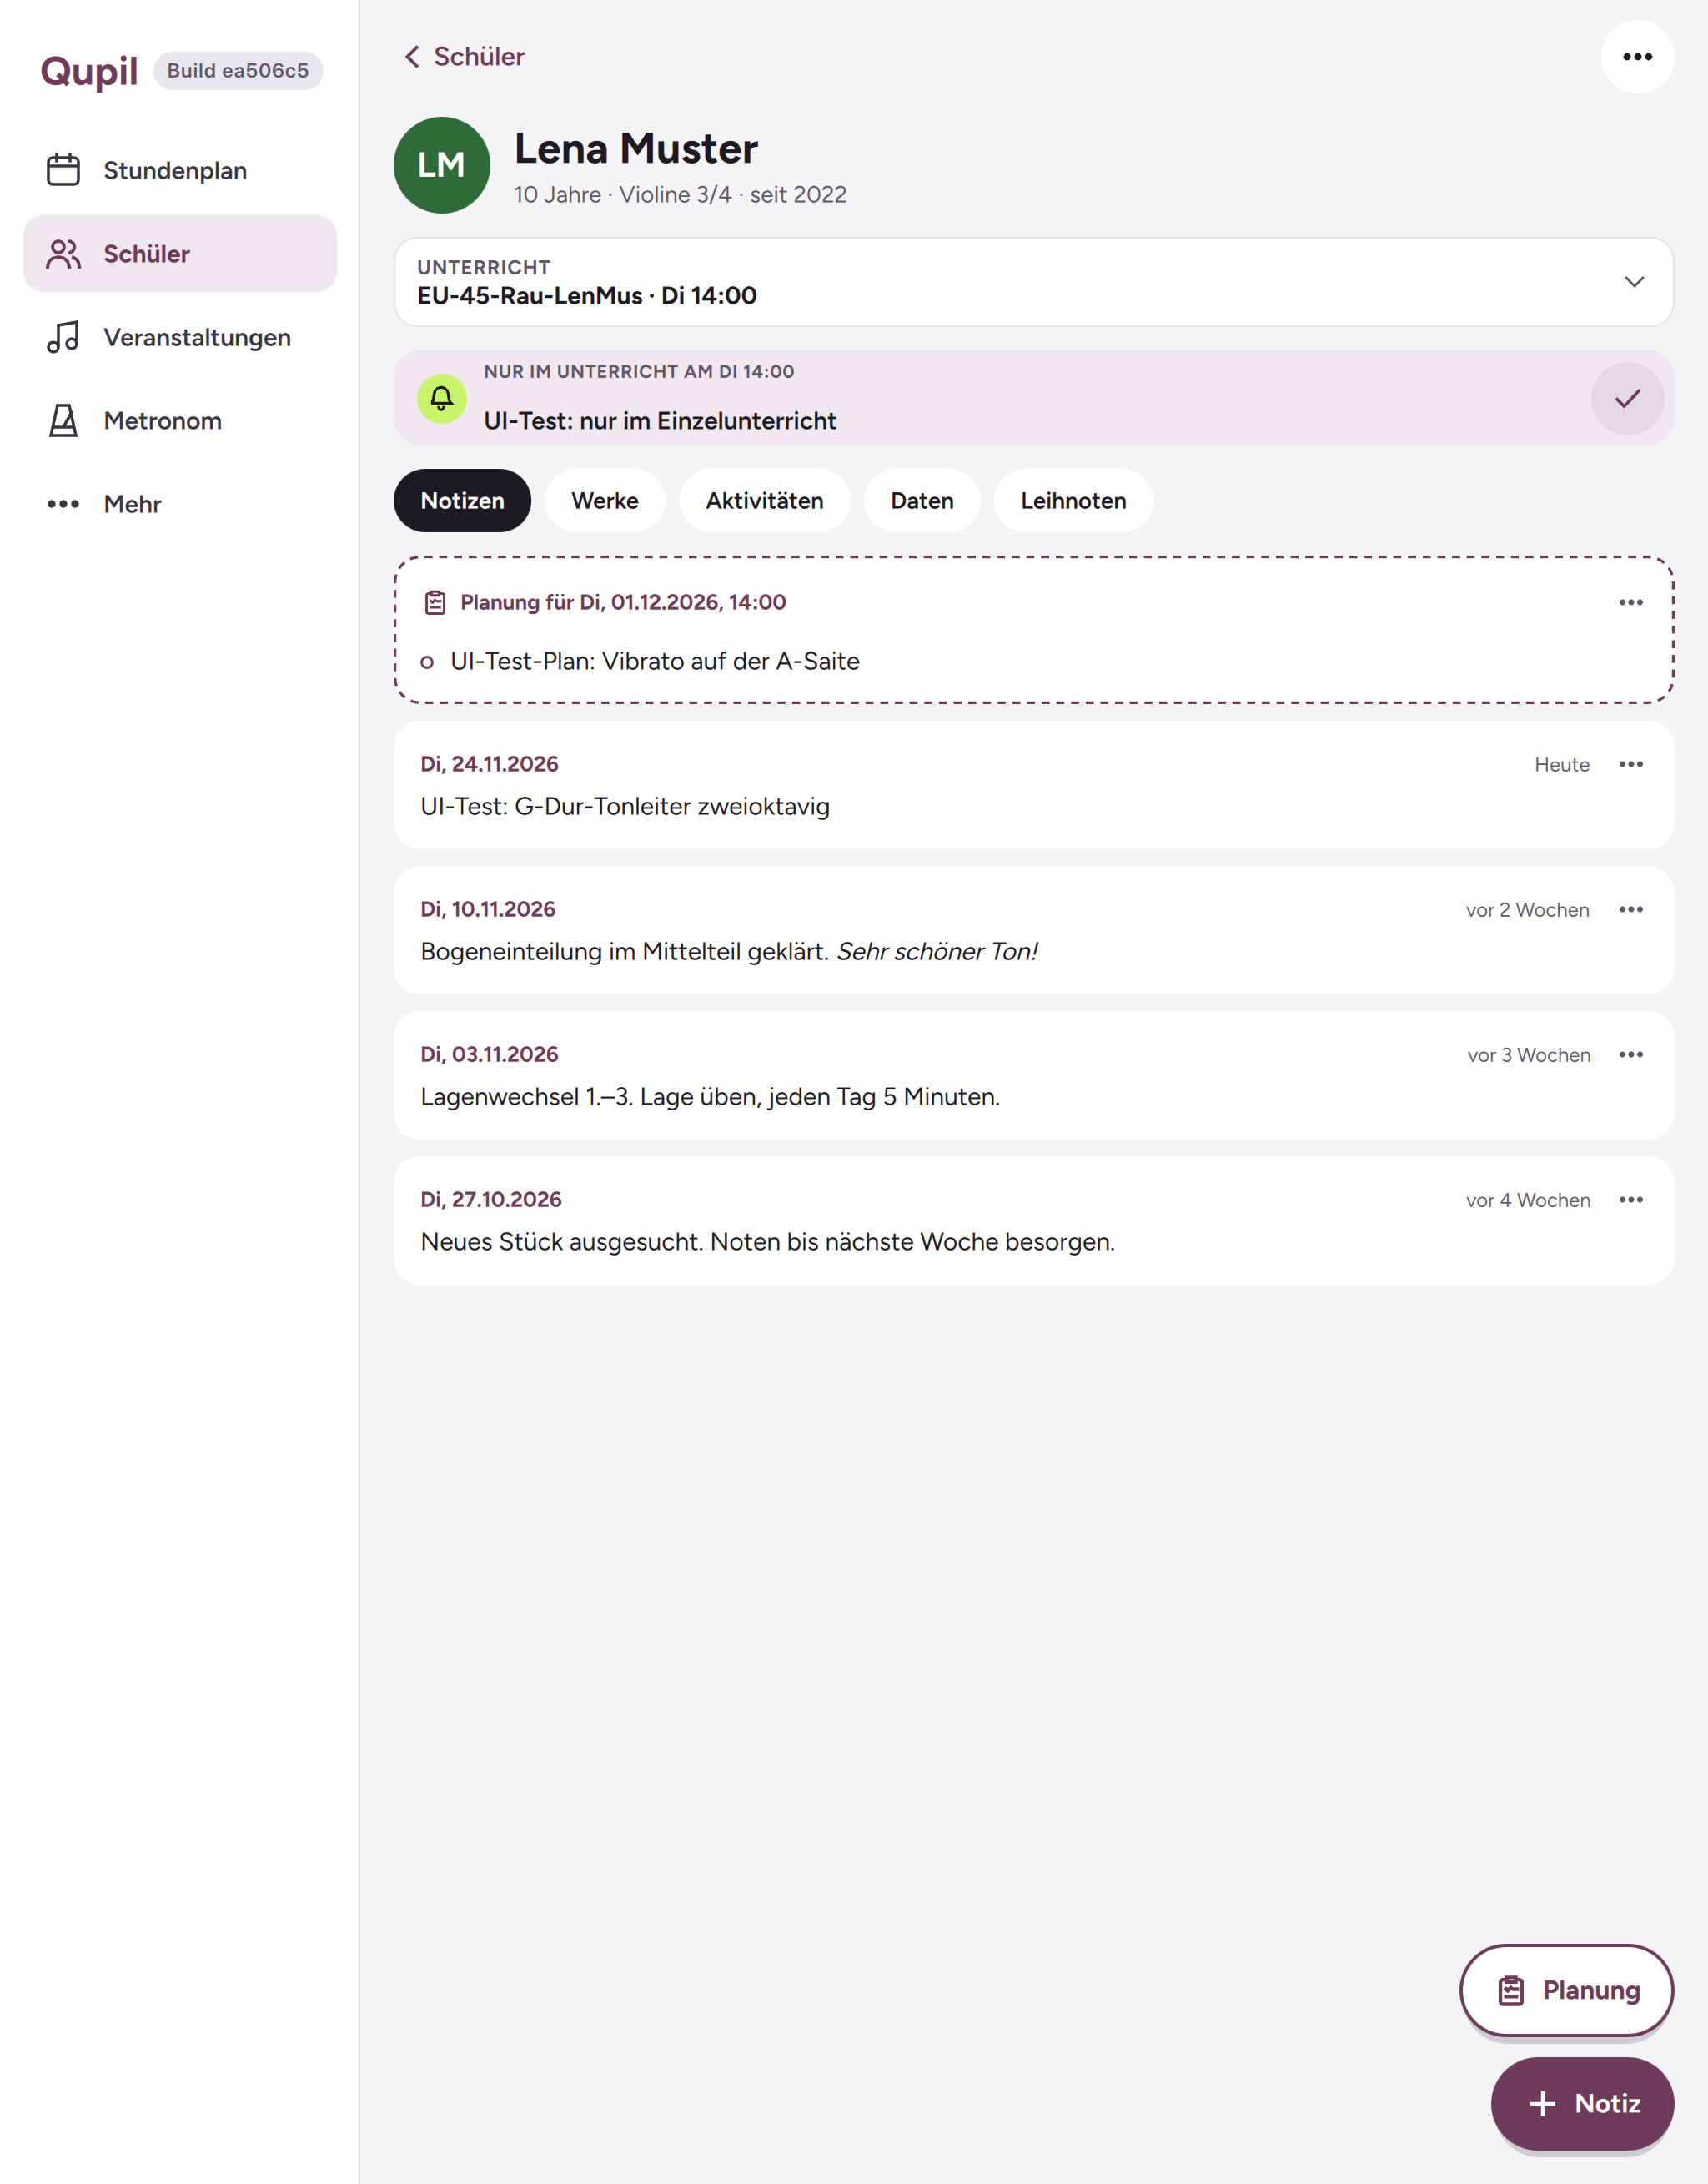 Qupil
Build ea506c5
Stundenplan
Schüler
Veranstaltungen
Metronom
Mehr
Schüler
LM
Lena Muster
10 Jahre · Violine 3/4 · seit 2022
UNTERRICHT
EU-45-Rau-LenMus · Di 14:00
NUR IM UNTERRICHT AM DI 14:00
UI-Test: nur im Einzelunterricht
Notizen
Werke
Aktivitäten
Daten
Leihnoten
Planung für Di, 01.12.2026, 14:00
UI-Test-Plan: Vibrato auf der A-Saite
Di, 24.11.2026
Heute
UI-Test: G-Dur-Tonleiter zweioktavig
Di, 10.11.2026
vor 2 Wochen
Bogeneinteilung im Mittelteil geklärt. Sehr schöner Ton!
Di, 03.11.2026
vor 3 Wochen
Lagenwechsel 1.–3. Lage üben, jeden Tag 5 Minuten.
Di, 27.10.2026
vor 4 Wochen
Neues Stück ausgesucht. Noten bis nächste Woche besorgen.
Planung
Notiz